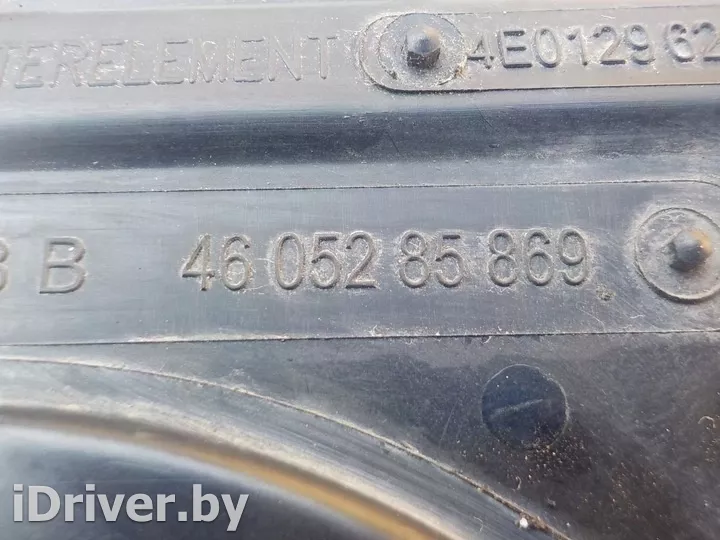 TERELEMENT 4E0129 62
B 46 052 85 869
iDriver.by